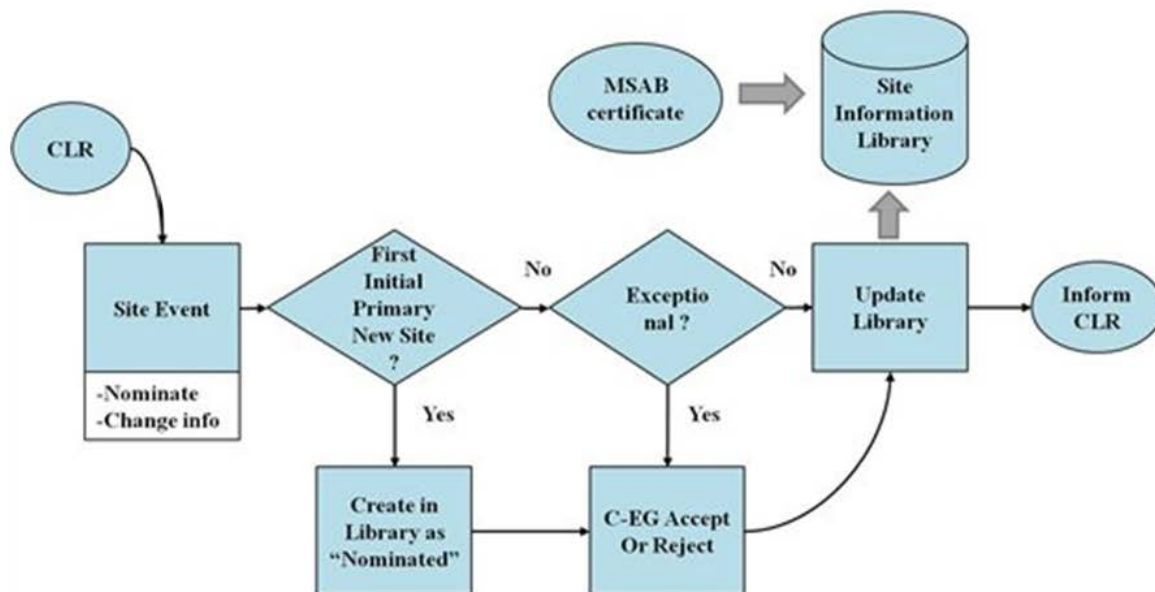 MSAB
certificate
Site
Information
Library
CLR
Site Event
-Nominate
-Change info
First
Initial
Primary
New Site
?
No
Exceptio
nal ?
No
Update
Library
Inform
CLR
Yes
Yes
Create in
Library as
“Nominated”
C-EG Accept
Or Reject